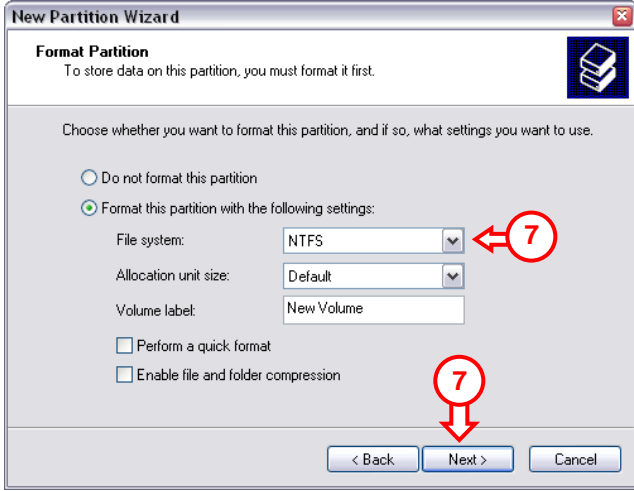 New Partition Wizard
Format Partition
To store data on this partition, you must format it first.
Choose whether you want to format this partition, and if so, what settings you want to use.
Do not format this partition
Format this partition with the following settings:
File system: NTFS 7
Allocation unit size: Default
Volume label: New Volume
Perform a quick format
Enable file and folder compression
7
< Back Next > Cancel